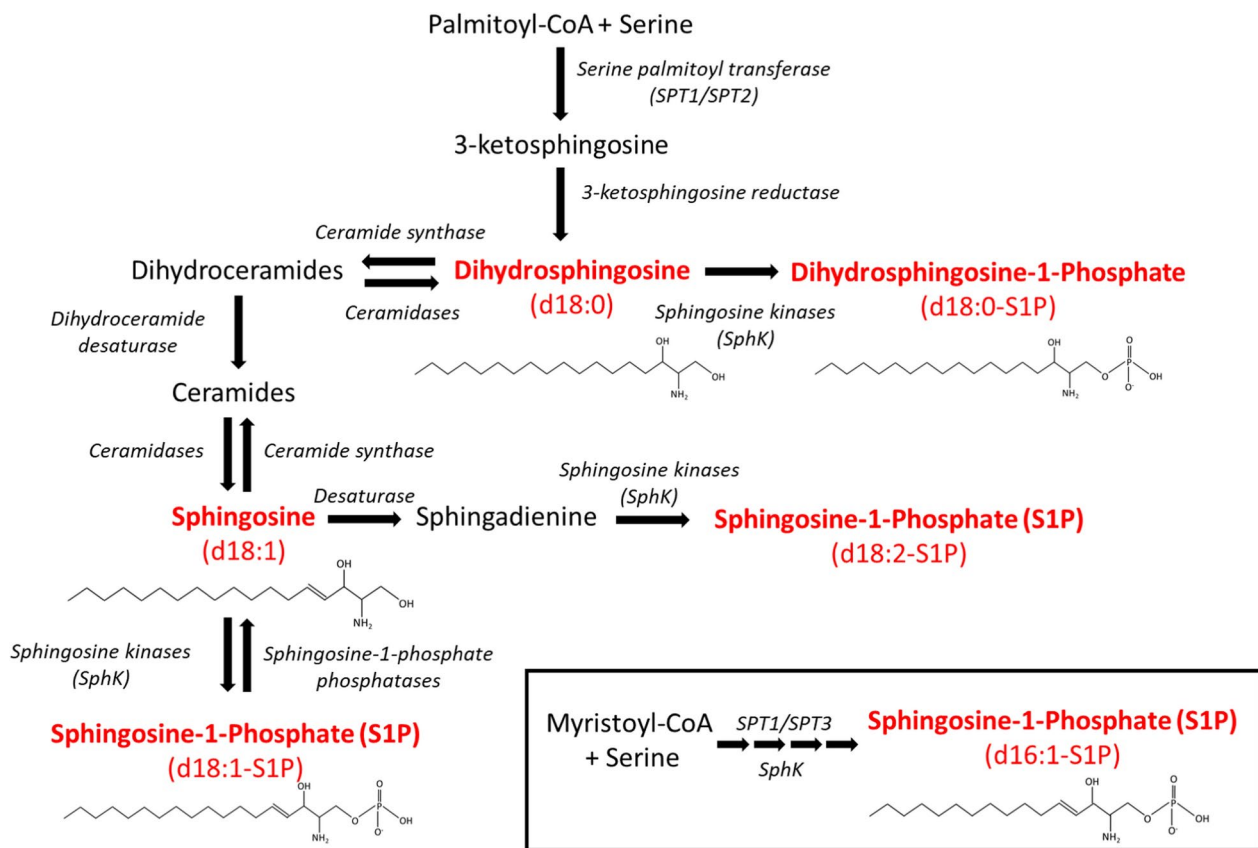 Palmitoyl-CoA + Serine
Serine palmitoyl transferase
(SPT1/SPT2)
3-ketosphingosine
3-ketosphingosine reductase
Ceramide synthase
Dihydroceramides
Dihydrosphingosine
(d18:0)
Dihydrosphingosine-1-Phosphate
(d18:0-S1P)
Ceramidases
Sphingosine kinases
(SphK)
Dihydroceramide
desaturase
OH
OH
NH2
OH
O
P
O
OH
O-
NH2
Ceramides
Ceramidases
Ceramide synthase
Sphingosine kinases
(SphK)
Desaturase
Sphingosine
(d18:1)
Sphingadienine
Sphingosine-1-Phosphate (S1P)
(d18:2-S1P)
OH
OH
NH2
Sphingosine kinases
(SphK)
Sphingosine-1-phosphate
phosphatases
Sphingosine-1-Phosphate (S1P)
(d18:1-S1P)
OH
O
P
O
OH
O-
NH2
Myristoyl-CoA
+ Serine
SPT1/SPT3
SphK
Sphingosine-1-Phosphate (S1P)
(d16:1-S1P)
OH
O
P
O
OH
O-
NH2